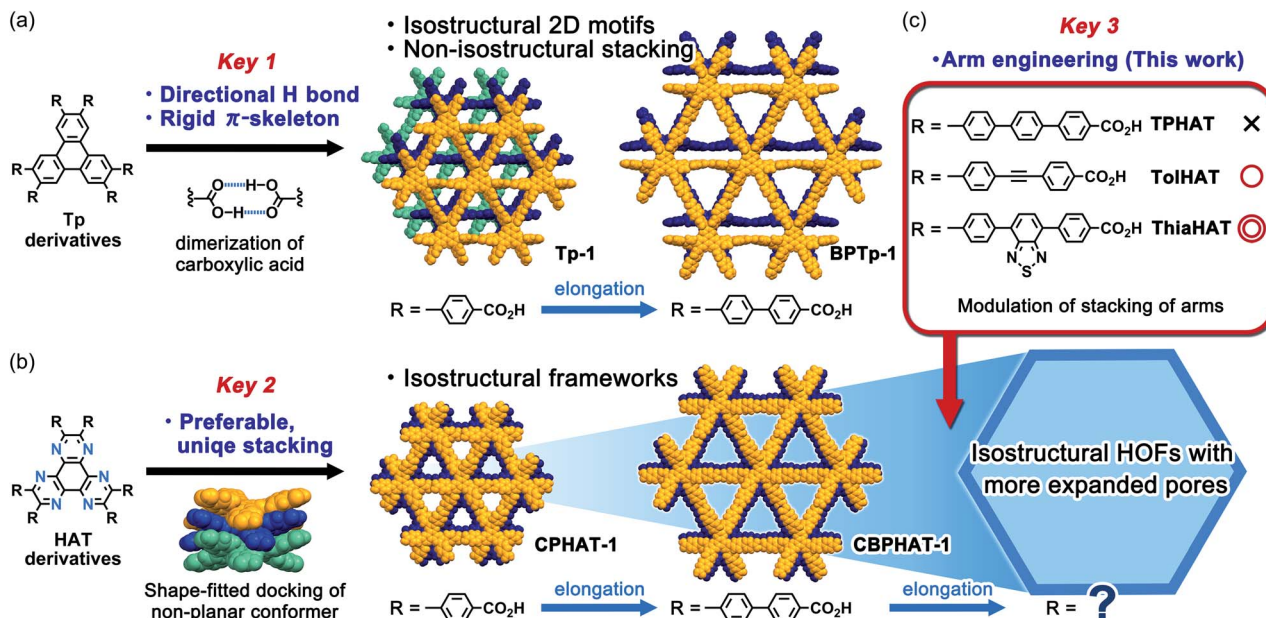 (a)
Key 1
• Directional H bond
• Rigid π-skeleton
R R
R R
R R
Tp
derivatives
O H-O
O-H O
dimerization of
carboxylic acid
• Isostructural 2D motifs
• Non-isostructural stacking
Tp-1
BPTp-1
R = CO₂H
elongation
R = CO₂H
(c)
Key 3
•Arm engineering (This work)
R = CO₂H TPHAT ×
R = CO₂H TolHAT ○
R = CO₂H ThiaHAT ◎
N N
S
Modulation of stacking of arms
(b)
Key 2
• Preferable,
uniqe stacking
R R
N N
R N N R
R N N R
HAT
derivatives
Shape-fitted docking of
non-planar conformer
• Isostructural frameworks
CPHAT-1
CBPHAT-1
Isostructural HOFs with
more expanded pores
R = CO₂H
elongation
R = CO₂H
elongation
R = ?